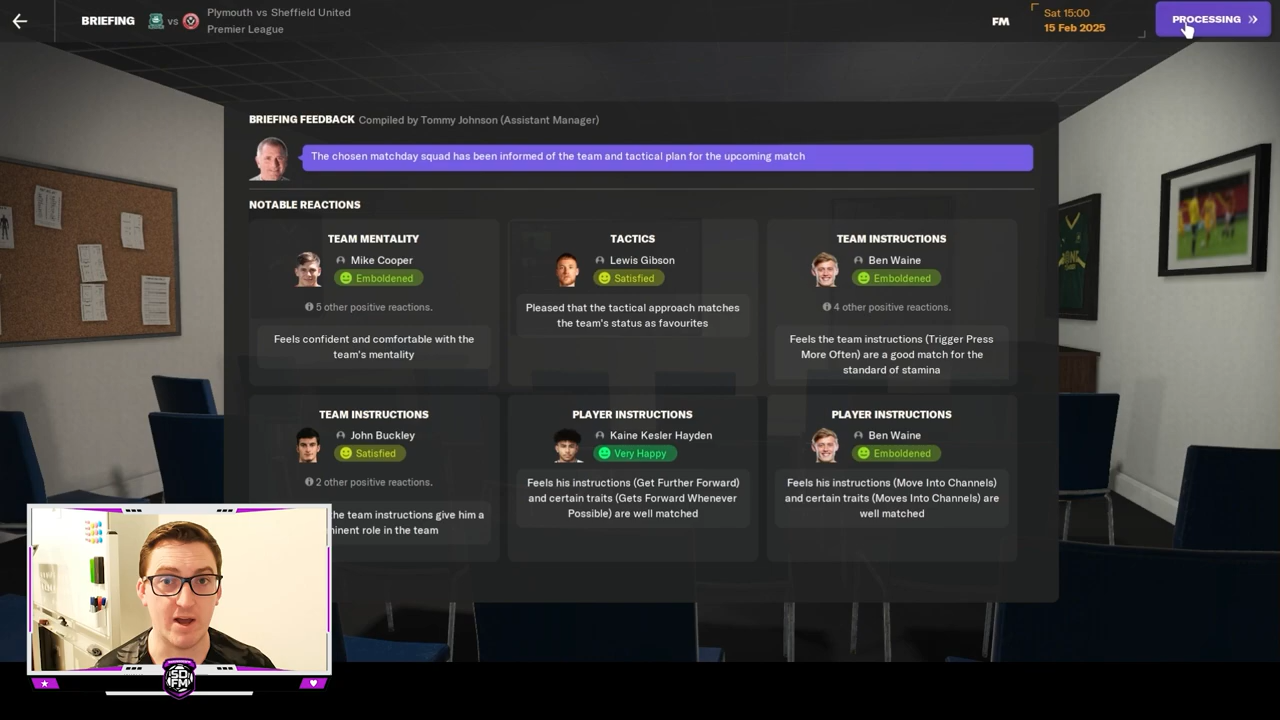 BRIEFING
vs
Plymouth vs Sheffield United
Premier League
FM
Sat 15:00
15 Feb 2025
PROCESSING
BRIEFING FEEDBACK Compiled by Tommy Johnson (Assistant Manager)
The chosen matchday squad has been informed of the team and tactical plan for the upcoming match
NOTABLE REACTIONS
TEAM MENTALITY
Mike Cooper
Emboldened
5 other positive reactions.
Feels confident and comfortable with the
team's mentality
TACTICS
Lewis Gibson
Satisfied
Pleased that the tactical approach matches
the team's status as favourites
TEAM INSTRUCTIONS
Ben Waine
Emboldened
4 other positive reactions.
Feels the team instructions (Trigger Press
More Often) are a good match for the
standard of stamina
TEAM INSTRUCTIONS
John Buckley
Satisfied
2 other positive reactions.
the team instructions give him a
inent role in the team
PLAYER INSTRUCTIONS
Kaine Kesler Hayden
Very Happy
Feels his instructions (Get Further Forward)
and certain traits (Gets Forward Whenever
Possible) are well matched
PLAYER INSTRUCTIONS
Ben Waine
Emboldened
Feels his instructions (Move Into Channels)
and certain traits (Moves Into Channels) are
well matched
SD
FM